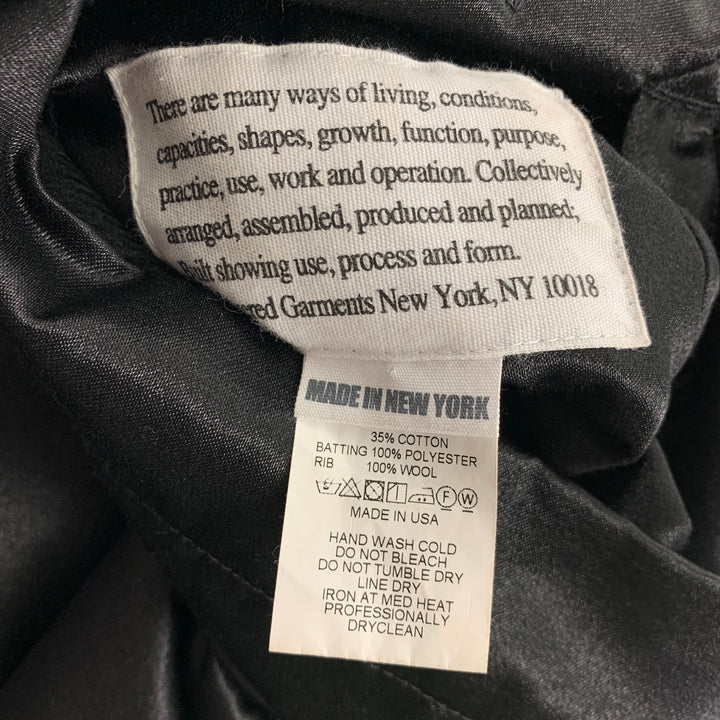 There are many ways of living, conditions,
capacities, shapes, growth, function, purpose,
practice, use, work and operation. Collectively
arranged, assembled, produced and planned;
Built showing use, process and form.
Garments New York, NY 10018
MADE IN NEW YORK
35% COTTON
BATTING 100% POLYESTER
RIB 100% WOOL
F W
MADE IN USA
HAND WASH COLD
DO NOT BLEACH
DO NOT TUMBLE DRY
LINE DRY
IRON AT MED HEAT
PROFESSIONALLY
DRYCLEAN